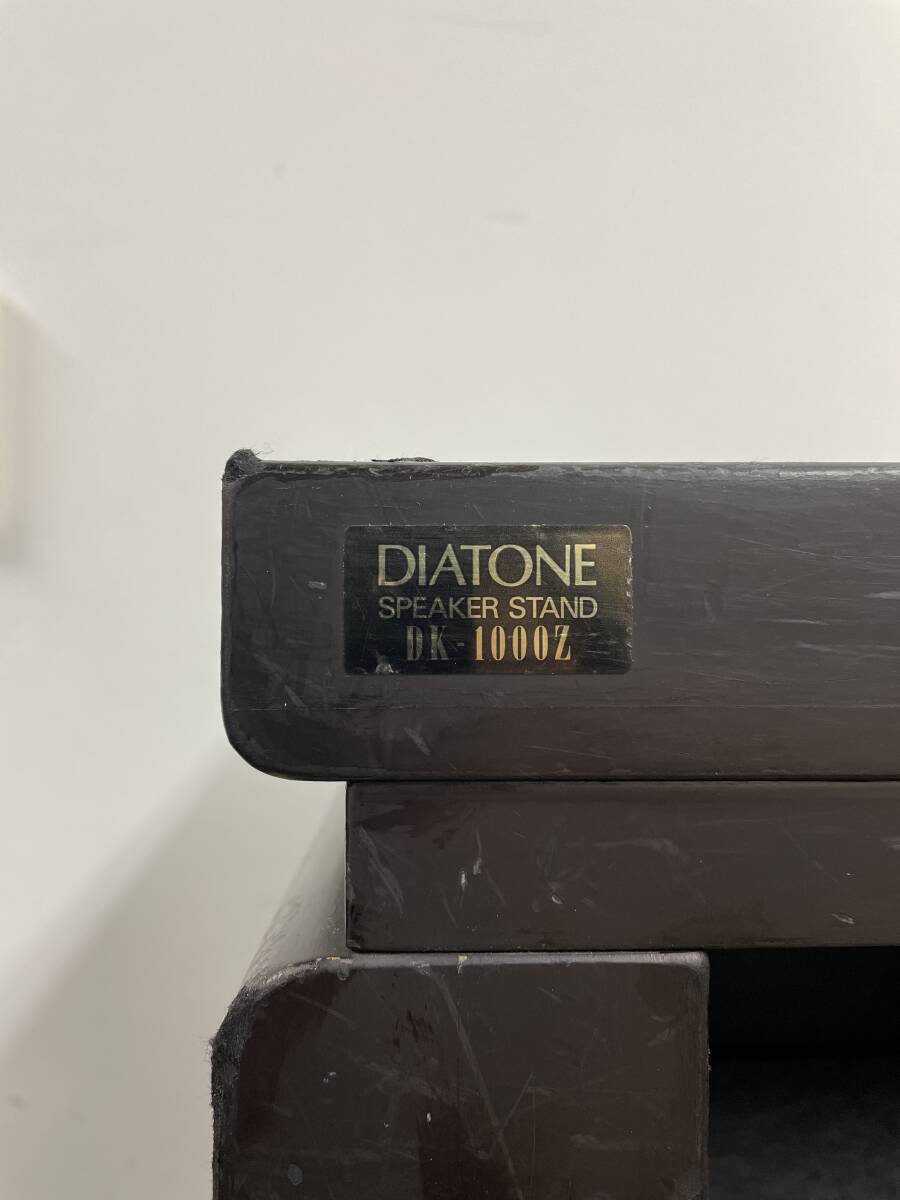 DIATONE
SPEAKER STAND
DK-1000Z